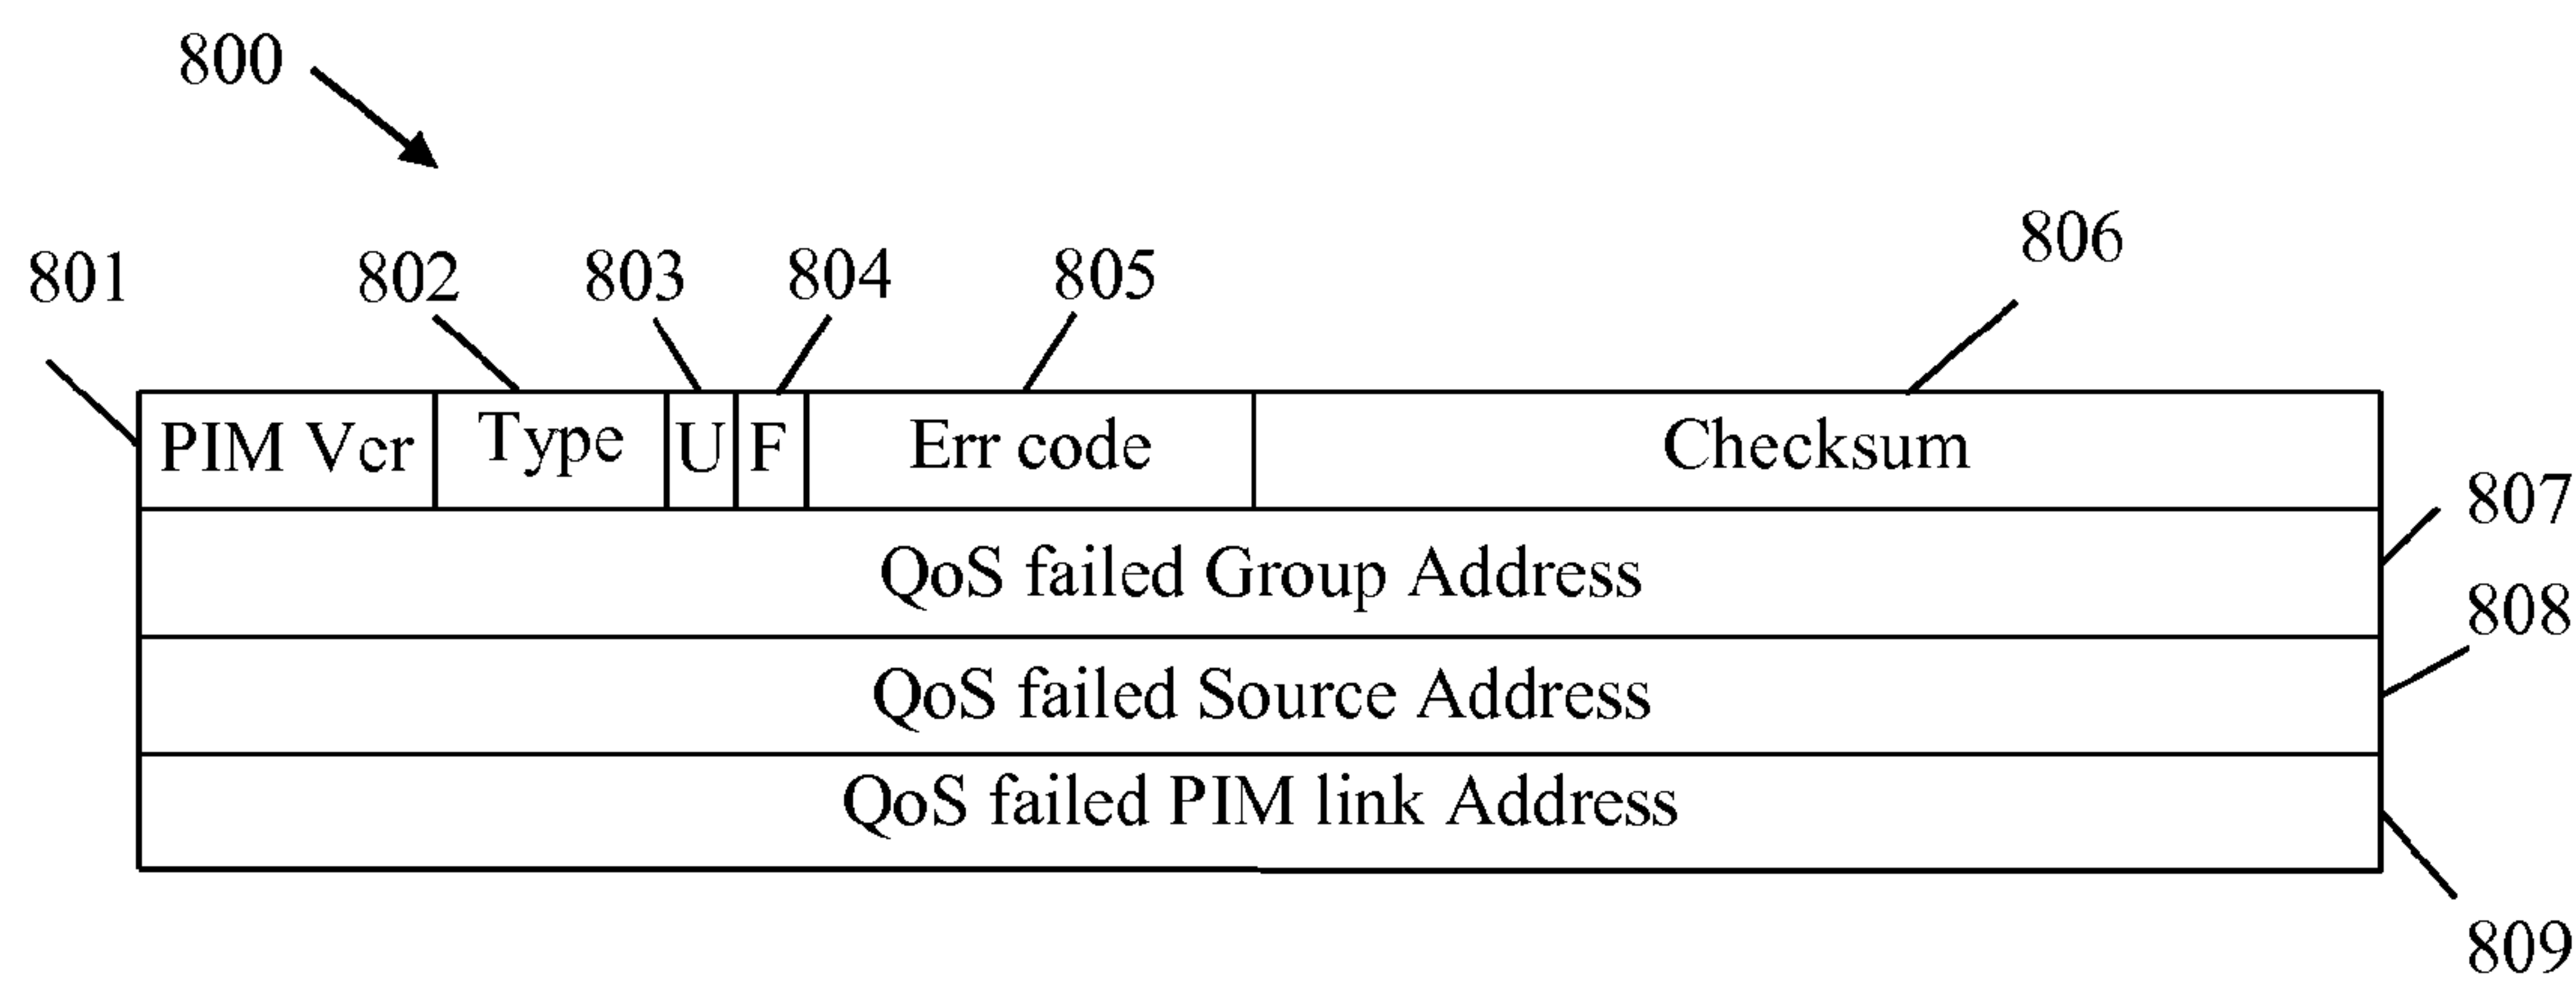 800
801 802 803 804 805 806
PIM Ver Type U F Err code Checksum
807
QoS failed Group Address
808
QoS failed Source Address
QoS failed PIM link Address
809